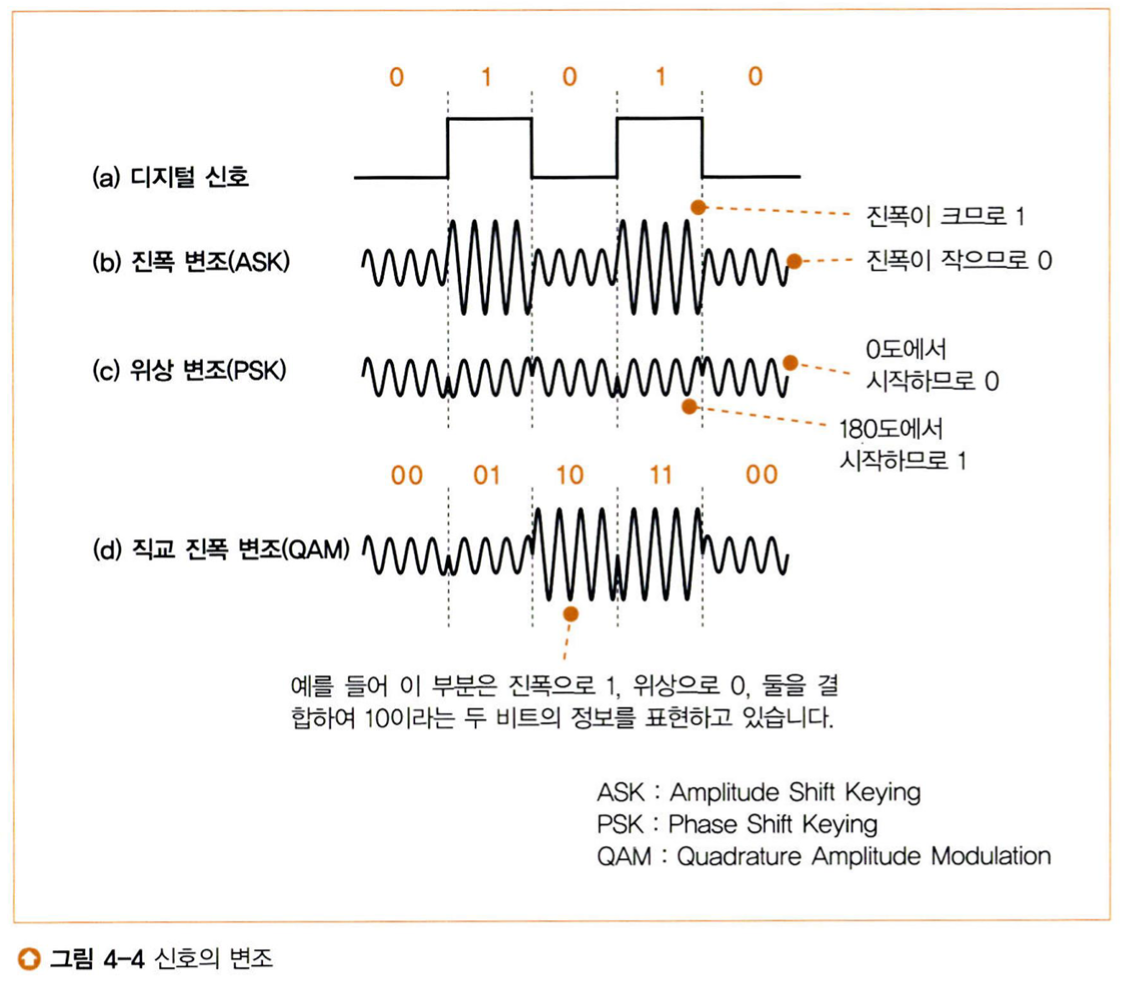 0 1 0 1 0
(a) 디지털 신호
진폭이 크므로 1
(b) 진폭 변조(ASK)
진폭이 작으므로 0
(c) 위상 변조(PSK)
0도에서
시작하므로 0
180도에서
시작하므로 1
00 01 10 11 00
(d) 직교 진폭 변조(QAM)
예를 들어 이 부분은 진폭으로 1, 위상으로 0, 둘을 결
합하여 10이라는 두 비트의 정보를 표현하고 있습니다.
ASK : Amplitude Shift Keying
PSK : Phase Shift Keying
QAM : Quadrature Amplitude Modulation
그림 4-4 신호의 변조